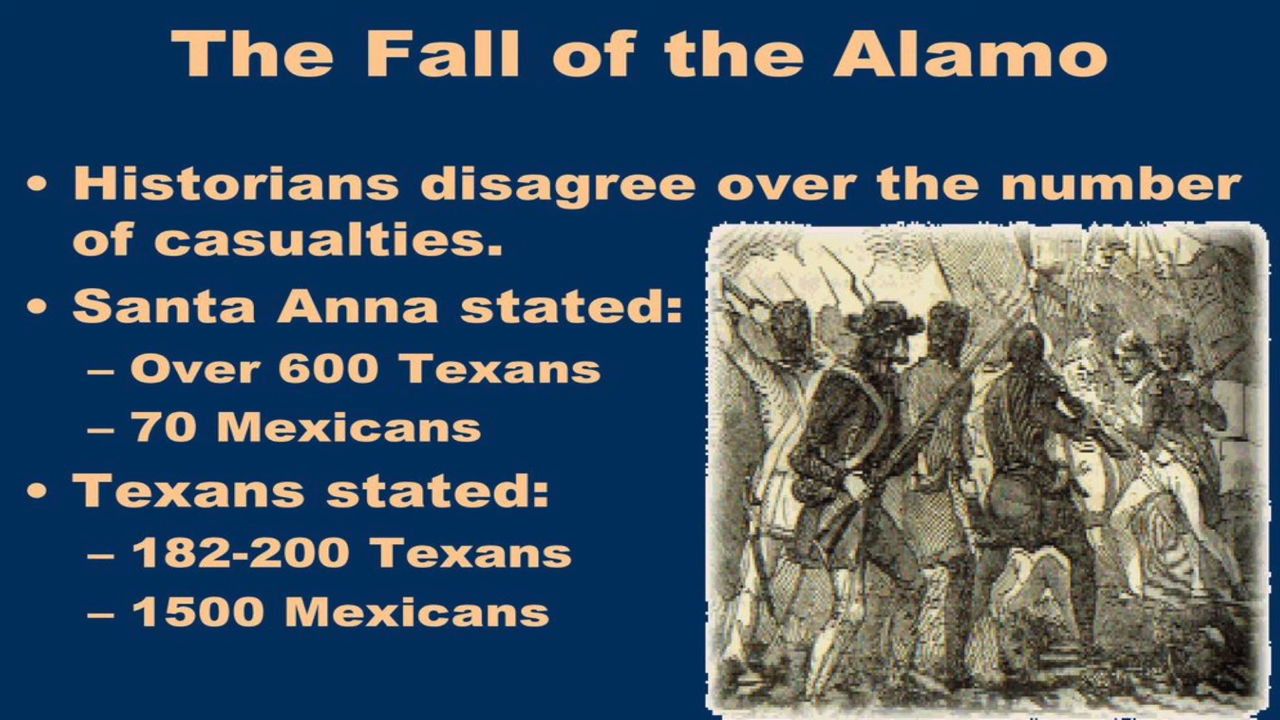 The Fall of the Alamo
• Historians disagree over the number
of casualties.
• Santa Anna stated:
– Over 600 Texans
– 70 Mexicans
• Texans stated:
– 182-200 Texans
– 1500 Mexicans